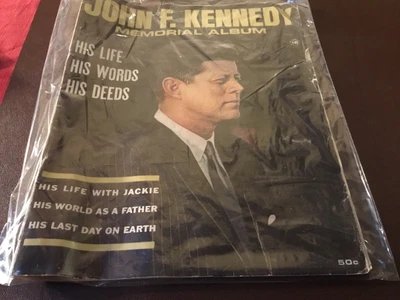 JOHN F. KENNEDY
MEMORIAL ALBUM
HIS LIFE
HIS WORDS
HIS DEEDS
HIS LIFE WITH JACKIE
HIS WORLD AS A FATHER
HIS LAST DAY ON EARTH
50c